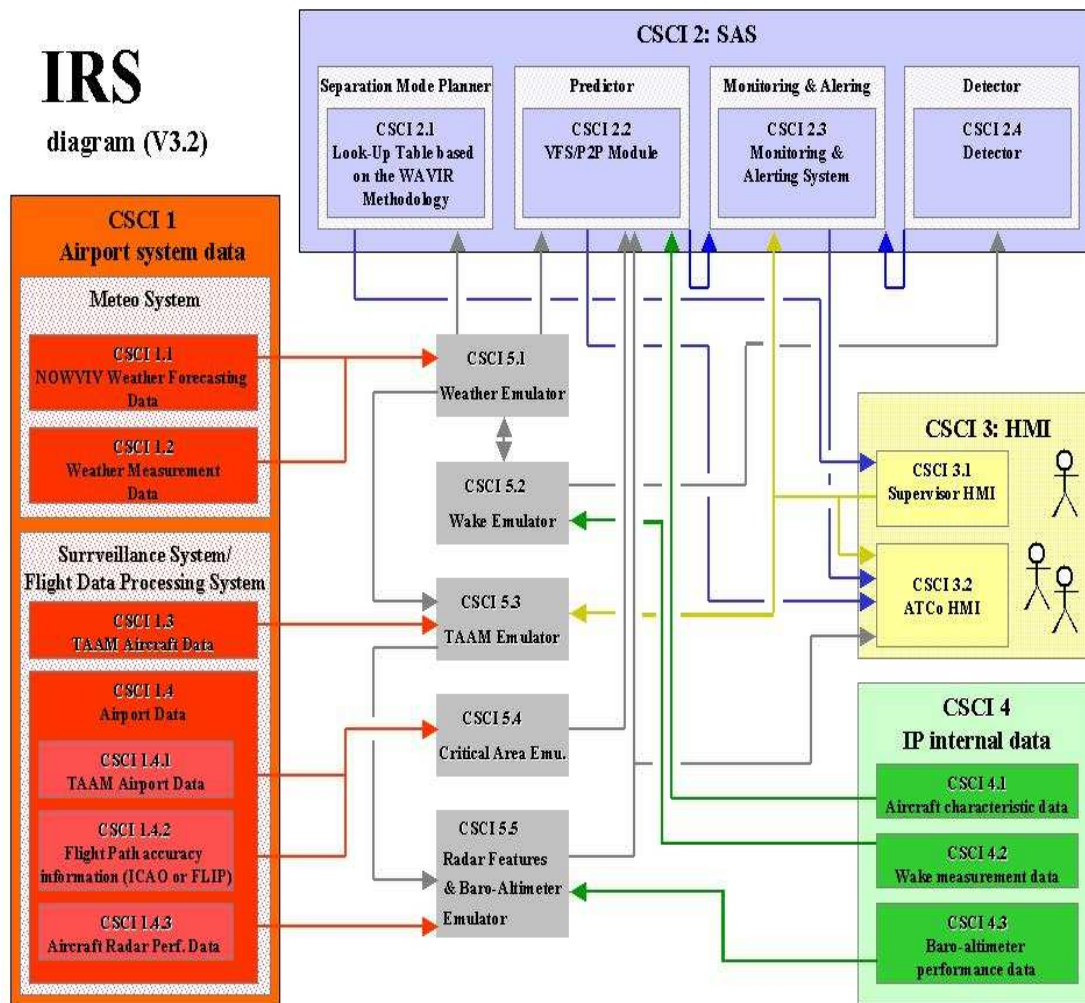 IRS
diagram (V3.2)
CSCI 2: SAS
Separation Mode Planner
CSCI 2.1
Look-Up Table based
on the WAVIR
Methodology
Predictor
CSCI 2.2
VFS/P2P Module
Monitoring & Alering
CSCI 2.3
Monitoring &
Alerting System
Detector
CSCI 2.4
Detector
CSCI 1
Airport system data
Meteo System
CSCI 1.1
NOWVIV Weather Forecasting
Data
CSCI 1.2
Weather Measurement
Data
Surrveillance System/
Flight Data Processing System
CSCI 1.3
TAAM Aircraft Data
CSCI 1.4
Airport Data
CSCI 1.4.1
TAAM Airport Data
CSCI 1.4.2
Flight Path accuracy
information (ICAO or FLIP)
CSCI 1.4.3
Aircraft Radar Perf. Data
CSCI 5.1
Weather Emulator
CSCI 5.2
Wake Emulator
CSCI 5.3
TAAM Emulator
CSCI 5.4
Critical Area Emu.
CSCI 5.5
Radar Features
& Baro-Altimeter
Emulator
CSCI 3: HMI
CSCI 3.1
Supervisor HMI
CSCI 3.2
ATCo HMI
CSCI 4
IP internal data
CSCI 4.1
Aircraft characteristic data
CSCI 4.2
Wake measurement data
CSCI 4.3
Baro-altimeter
performance data